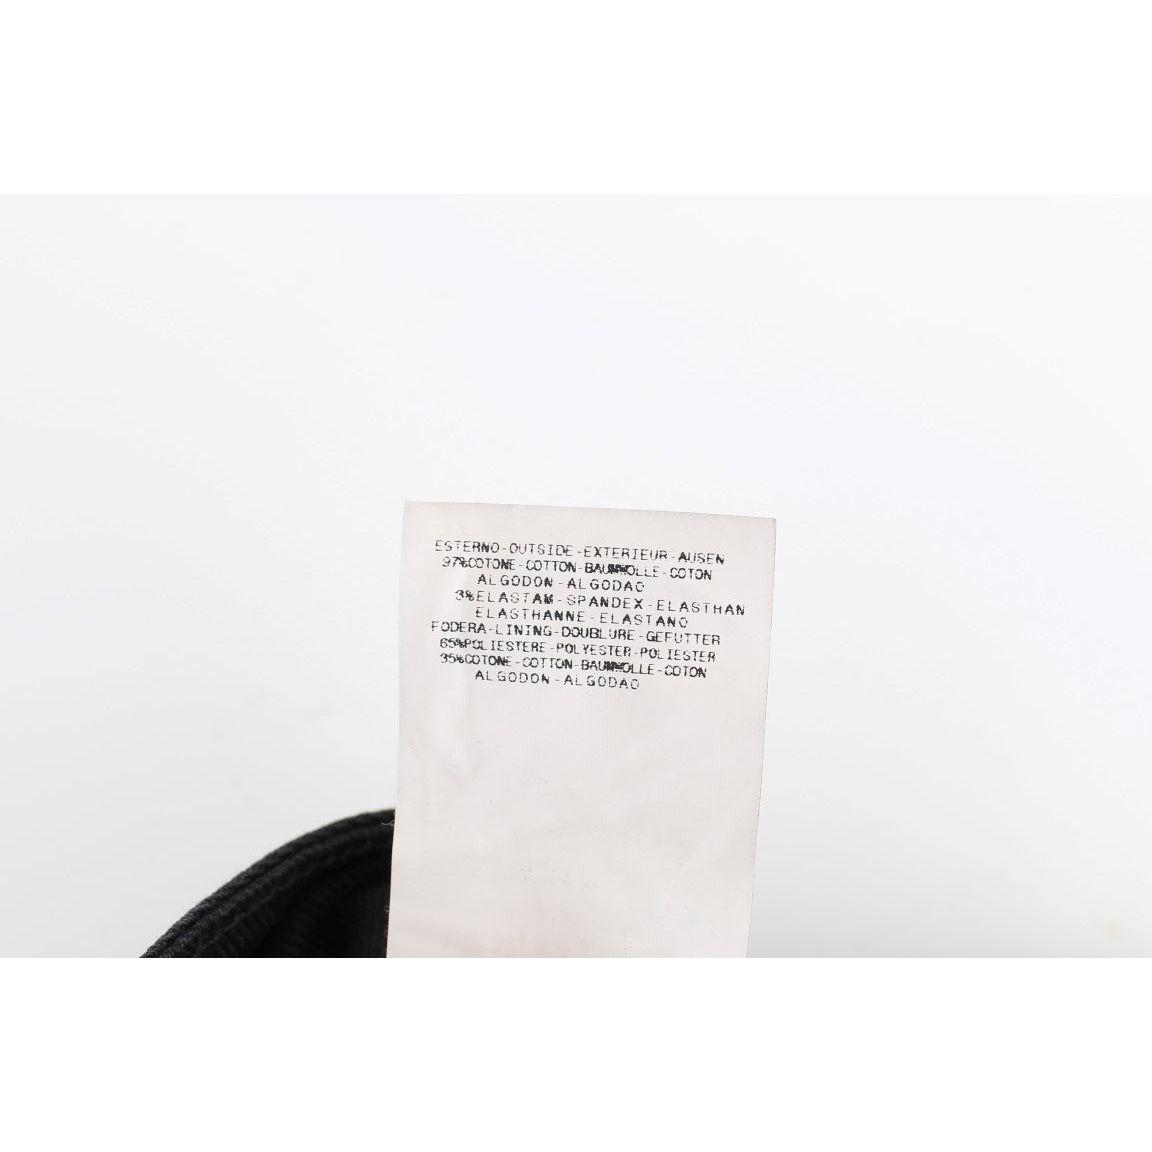 ESTERNO-OUTSIDE-EXTERIEUR-AUSEN
97%COTONE-COTTON-BAUMWOLLE-COTON
ALGODON-ALGODAO
3%ELASTAM-SPANDEX-ELASTHAN
ELASTHANNE-ELASTANO
FODERA-LINING-DOUBLURE-GEFUTTER
65%POLIESTERE-POLYESTER-POLIESTER
35%COTONE-COTTON-BAUMWOLLE-COTON
ALGODON-ALGODAO